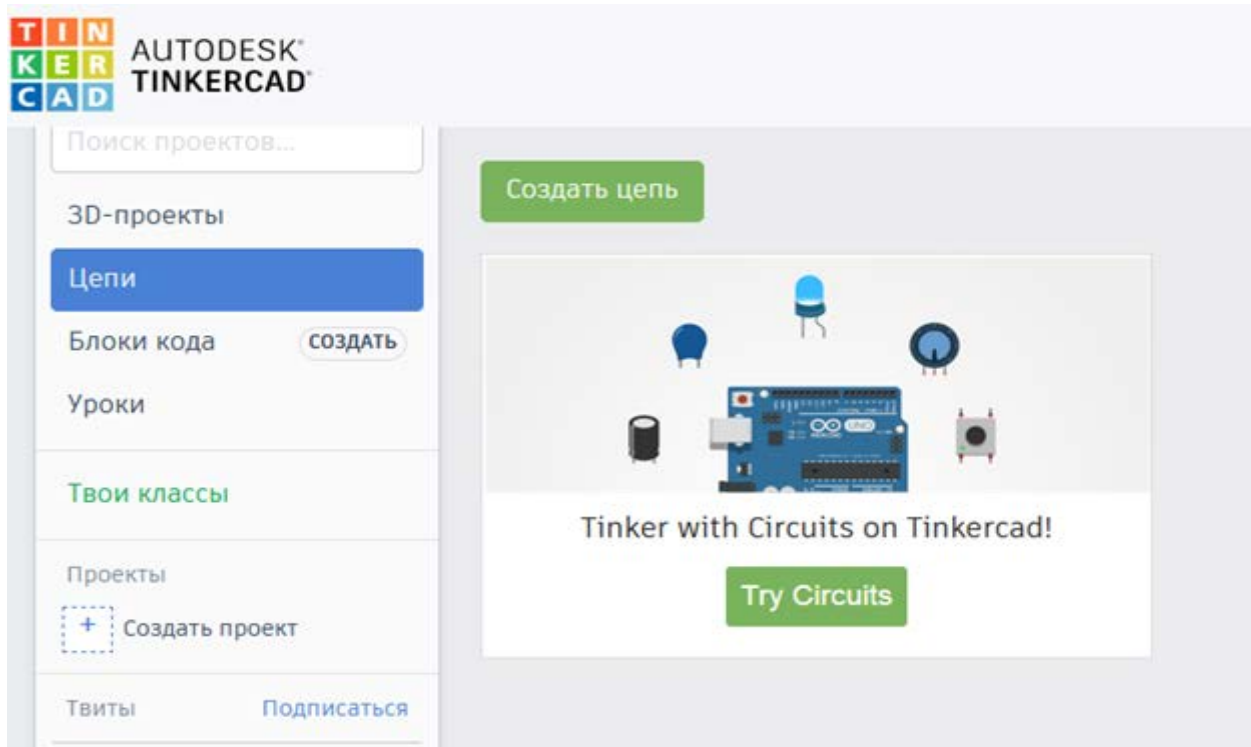 TIN
KER
CAD
AUTODESK®
TINKERCAD®
Поиск проектов...
3D-проекты
Цепи
Блоки кода СОЗДАТЬ
Уроки
Твои классы
Проекты
+ Создать проект
Твиты Подписаться
Создать цепь
UNO
Tinker with Circuits on Tinkercad!
Try Circuits